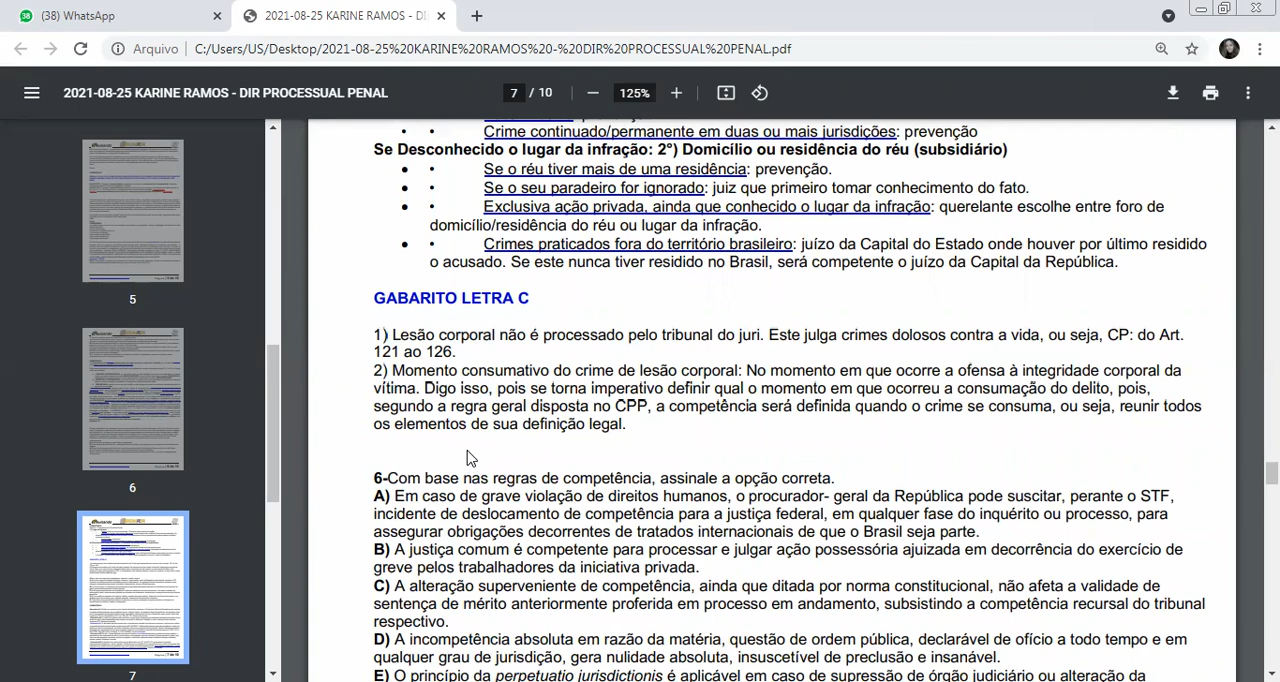 (38) WhatsApp
2021-08-25 KARINE RAMOS - DI
Arquivo
C:/Users/US/Desktop/2021-08-25%20KARINE%20RAMOS%20-%20DIR%20PROCESSUAL%20PENAL.pdf
2021-08-25 KARINE RAMOS - DIR PROCESSUAL PENAL
7 / 10
125%
5
6
7
Crime continuado/permanente em duas ou mais jurisdições: prevenção
Se Desconhecido o lugar da infração: 2°) Domicílio ou residência do réu (subsidiário)
Se o réu tiver mais de uma residência: prevenção.
Se o seu paradeiro for ignorado: juiz que primeiro tomar conhecimento do fato.
Exclusiva ação privada, ainda que conhecido o lugar da infração: querelante escolhe entre foro de
domicílio/residência do réu ou lugar da infração.
Crimes praticados fora do território brasileiro: juízo da Capital do Estado onde houver por último residido
o acusado. Se este nunca tiver residido no Brasil, será competente o juízo da Capital da República.
GABARITO LETRA C
1) Lesão corporal não é processado pelo tribunal do juri. Este julga crimes dolosos contra a vida, ou seja, CP: do Art.
121 ao 126.
2) Momento consumativo do crime de lesão corporal: No momento em que ocorre a ofensa à integridade corporal da
vítima. Digo isso, pois se torna imperativo definir qual o momento em que ocorreu a consumação do delito, pois,
segundo a regra geral disposta no CPP, a competência será definida quando o crime se consuma, ou seja, reunir todos
os elementos de sua definição legal.
6-Com base nas regras de competência, assinale a opção correta.
A) Em caso de grave violação de direitos humanos, o procurador- geral da República pode suscitar, perante o STF,
incidente de deslocamento de competência para a justiça federal, em qualquer fase do inquérito ou processo, para
assegurar obrigações decorrentes de tratados internacionais de que o Brasil seja parte.
B) A justiça comum é competente para processar e julgar ação possessória ajuizada em decorrência do exercício de
greve pelos trabalhadores da iniciativa privada.
C) A alteração superveniente de competência, ainda que ditada por norma constitucional, não afeta a validade de
sentença de mérito anteriormente proferida em processo em andamento, subsistindo a competência recursal do tribunal
respectivo.
D) A incompetência absoluta em razão da matéria, questão de ordem publica, declarável de ofício a todo tempo e em
qualquer grau de jurisdição, gera nulidade absoluta, insuscetível de preclusão e insanável.
E) O princípio da perpetuatio jurisdictionis é aplicável em caso de supressão de órgão judiciário ou alteração da